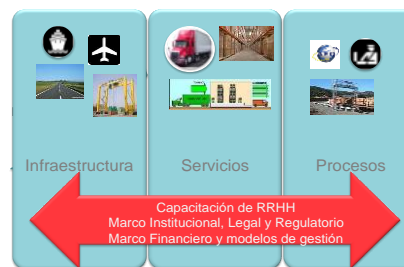 Infraestructura
Servicios
Procesos
Capacitación de RRHH
Marco Institucional, Legal y Regulatorio
Marco Financiero y modelos de gestión